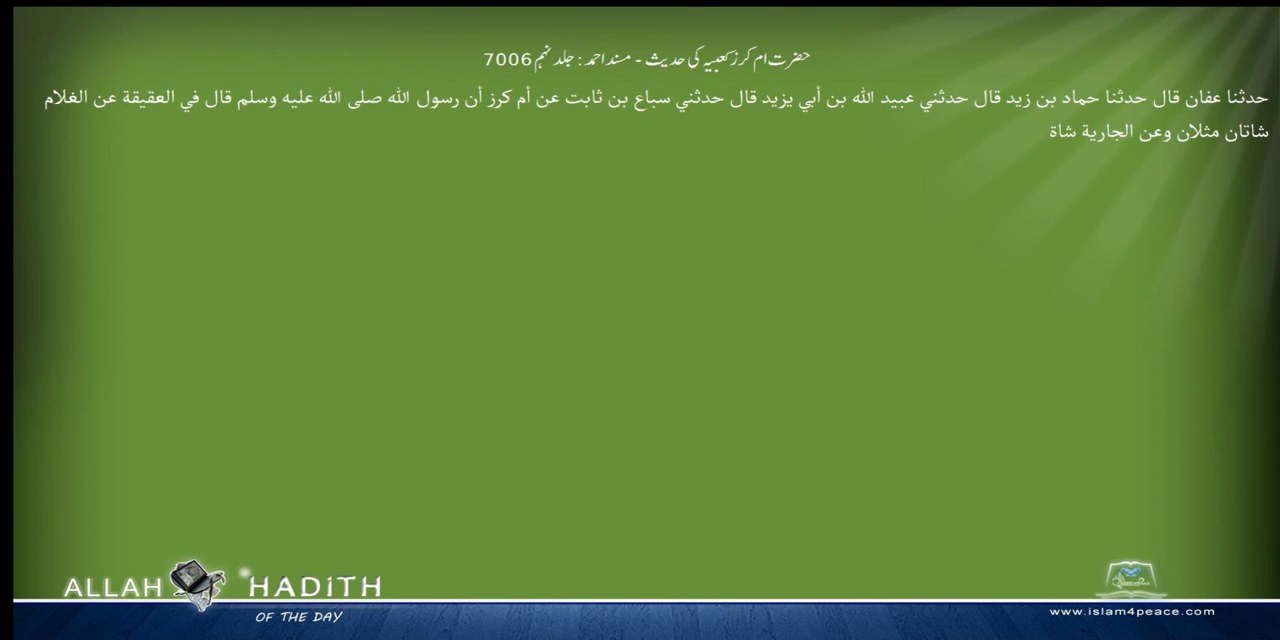 حضرت ام کرز کعبیہ کی حدیث - مسند احمد : جلد نہم 7006
حدثنا عفان قال حدثنا حماد بن زيد قال حدثني عبيد الله بن أبي يزيد قال حدثني سباع بن ثابت عن أم كرز أن رسول الله صلى الله عليه وسلم قال في العقيقة عن الغلام
شاتان مثلان وعن الجارية شاة
ALLAH HADiTH
OF THE DAY
www.islam4peace.com